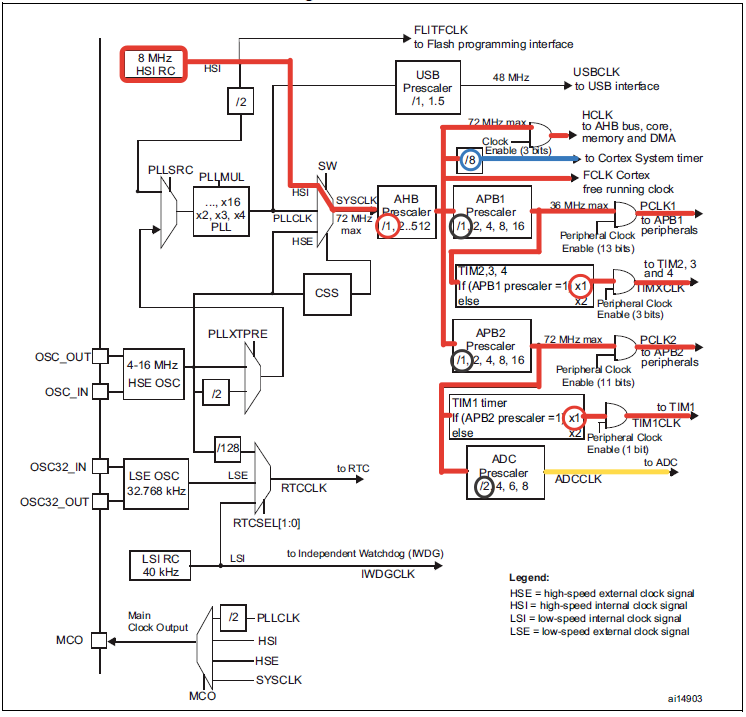 FLITFCLK
to Flash programming interface
8 MHz
HSI RC
HSI
/2
USB
Prescaler
/1, 1.5
48 MHz
USBCLK
to USB interface
HCLK
to AHB bus, core,
memory and DMA
72 MHz max
Clock
Enable (3 bits)
/8
to Cortex System timer
FCLK Cortex
free running clock
PLLSRC
PLLMUL
..., x16
x2, x3, x4
PLL
SW
HSI
PLLCLK
HSE
SYSCLK
72 MHz
max
AHB
Prescaler
/1, 2..512
APB1
Prescaler
/1, 2, 4, 8, 16
36 MHz max
PCLK1
to APB1
peripherals
Peripheral Clock
Enable (13 bits)
TIM2,3, 4
If (APB1 prescaler =1) x1
else x2
to TIM2, 3
and 4
TIMXCLK
Peripheral Clock
Enable (3 bits)
CSS
PLLXTPRE
OSC_OUT
OSC_IN
4-16 MHz
HSE OSC
/2
APB2
Prescaler
/1, 2, 4, 8, 16
72 MHz max
PCLK2
to APB2
peripherals
Peripheral Clock
Enable (11 bits)
TIM1 timer
If (APB2 prescaler =1) x1
else x2
to TIM1
TIM1CLK
Peripheral Clock
Enable (1 bit)
ADC
Prescaler
/2, 4, 6, 8
to ADC
ADCCLK
/128
OSC32_IN
OSC32_OUT
LSE OSC
32.768 kHz
LSE
to RTC
RTCCLK
RTCSEL[1:0]
LSI RC
40 kHz
LSI
to Independent Watchdog (IWDG)
IWDGCLK
Legend:
HSE = high-speed external clock signal
HSI = high-speed internal clock signal
LSI = low-speed internal clock signal
LSE = low-speed external clock signal
MCO
Main
Clock Output
/2
PLLCLK
HSI
HSE
SYSCLK
MCO
ai14903